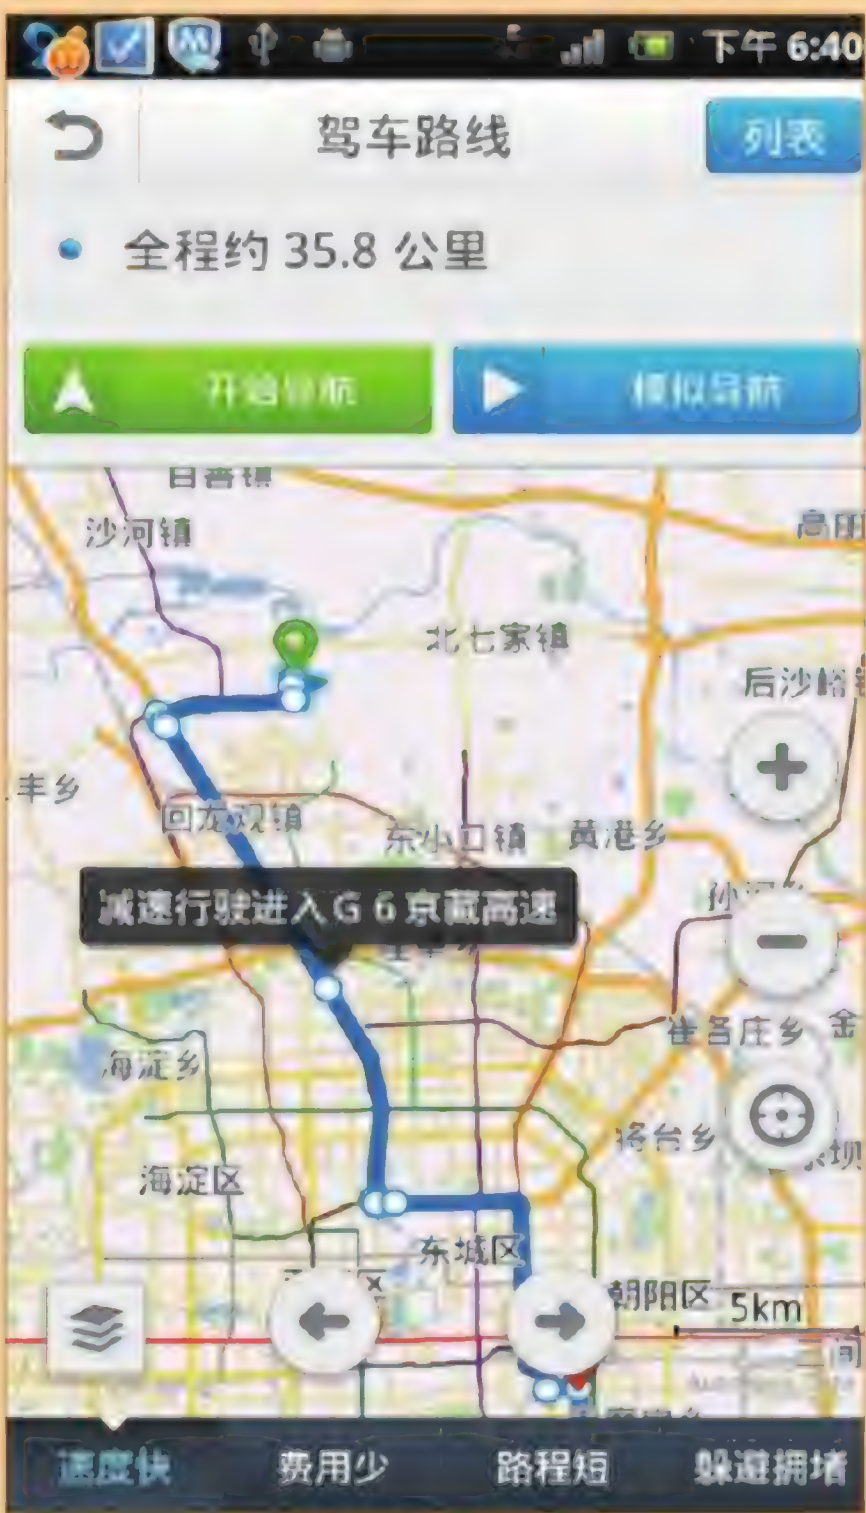 下午 6:40
驾车路线
列表
全程约 35.8 公里
开始导航
模拟导航
沙河镇
北七家镇
后沙峪
丰乡
回龙观镇
东小口镇
黄港乡
减速行驶进入G 6 京藏高速
崔各庄乡
金
海淀乡
将台乡
海淀区
东城区
朝阳区
5km
速度快
费用少
路程短
躲避拥堵